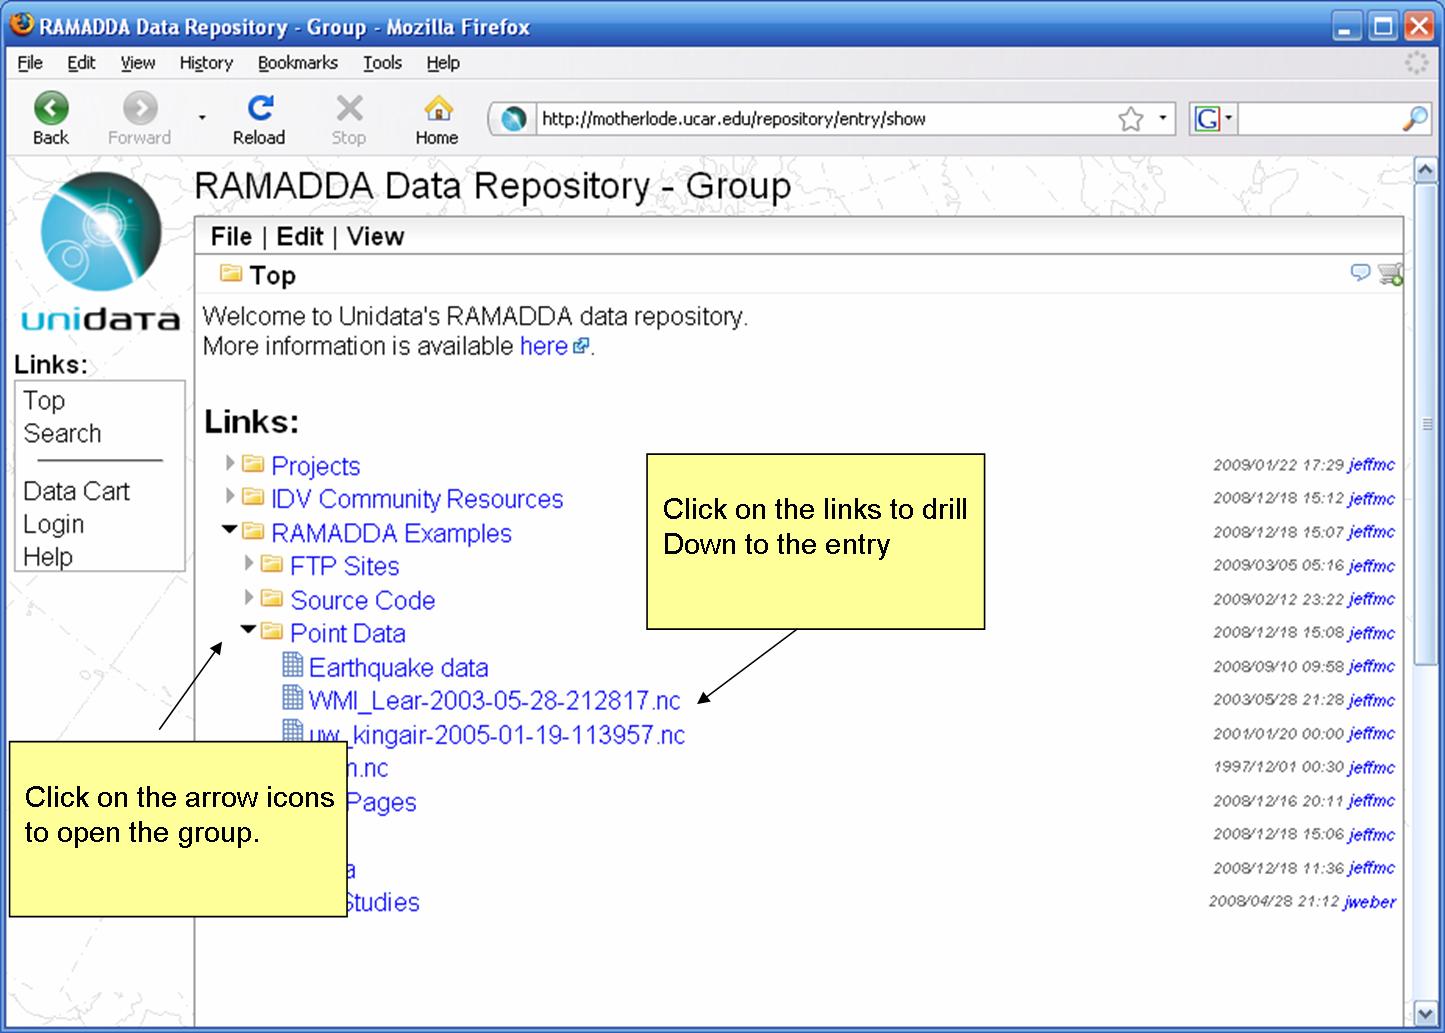 RAMADDA Data Repository - Group - Mozilla Firefox
File Edit View History Bookmarks Tools Help
Back Forward Reload Stop Home http://motherlode.ucar.edu/repository/entry/show G
RAMADDA Data Repository - Group
File | Edit | View
Top
unidata
Welcome to Unidata's RAMADDA data repository.
More information is available here.
Links:
Top
Search
Data Cart
Login
Help
Links:
Projects 2009/01/22 17:29 jeffmc
IDV Community Resources 2008/12/18 15:12 jeffmc
RAMADDA Examples 2008/12/18 15:07 jeffmc
FTP Sites 2009/03/05 05:16 jeffmc
Source Code 2009/02/12 23:22 jeffmc
Point Data 2008/12/18 15:08 jeffmc
Earthquake data 2008/09/10 09:58 jeffmc
WMI_Lear-2003-05-28-212817.nc 2003/05/28 21:28 jeffmc
uw_kingair-2005-01-19-113957.nc 2001/01/20 00:00 jeffmc
.nc 1997/12/01 00:30 jeffmc
Pages 2008/12/16 20:11 jeffmc
2008/12/18 15:06 jeffmc
a 2008/12/18 11:36 jeffmc
Studies 2008/04/28 21:12 jweber
Click on the links to drill
Down to the entry
Click on the arrow icons
to open the group.